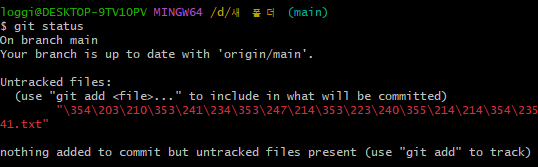 loggi@DESKTOP-9TV1OPV MINGW64 /d/새 폴더 (main)
$ git status
On branch main
Your branch is up to date with 'origin/main'.

Untracked files:
  (use "git add <file>..." to include in what will be committed)
        "\354\203\210\353\241\234\353\247\214\353\223\240\355\214\214\354\235
41.txt"

nothing added to commit but untracked files present (use "git add" to track)